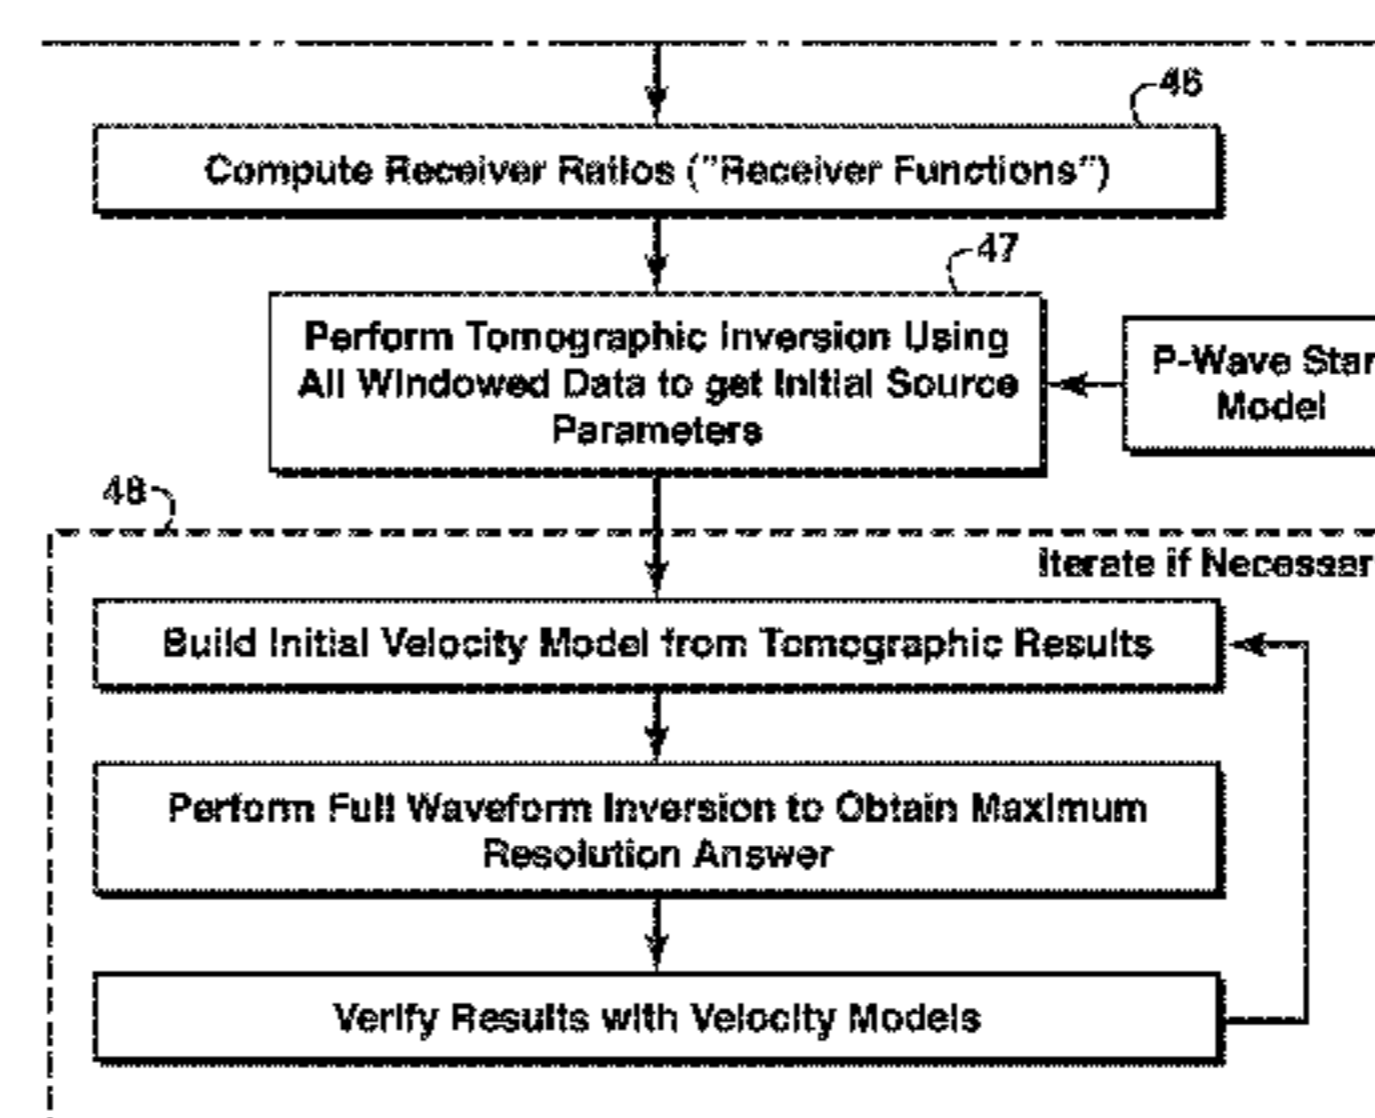 46
Compute Receiver Ratios ("Receiver Functions")
47
Perform Tomographic Inversion Using
All Windowed Data to get Initial Source
Parameters
P-Wave Star
Model
48
Iterate if Necessar
Build Initial Velocity Model from Tomographic Results
Perform Full Waveform Inversion to Obtain Maximum
Resolution Answer
Verify Results with Velocity Models